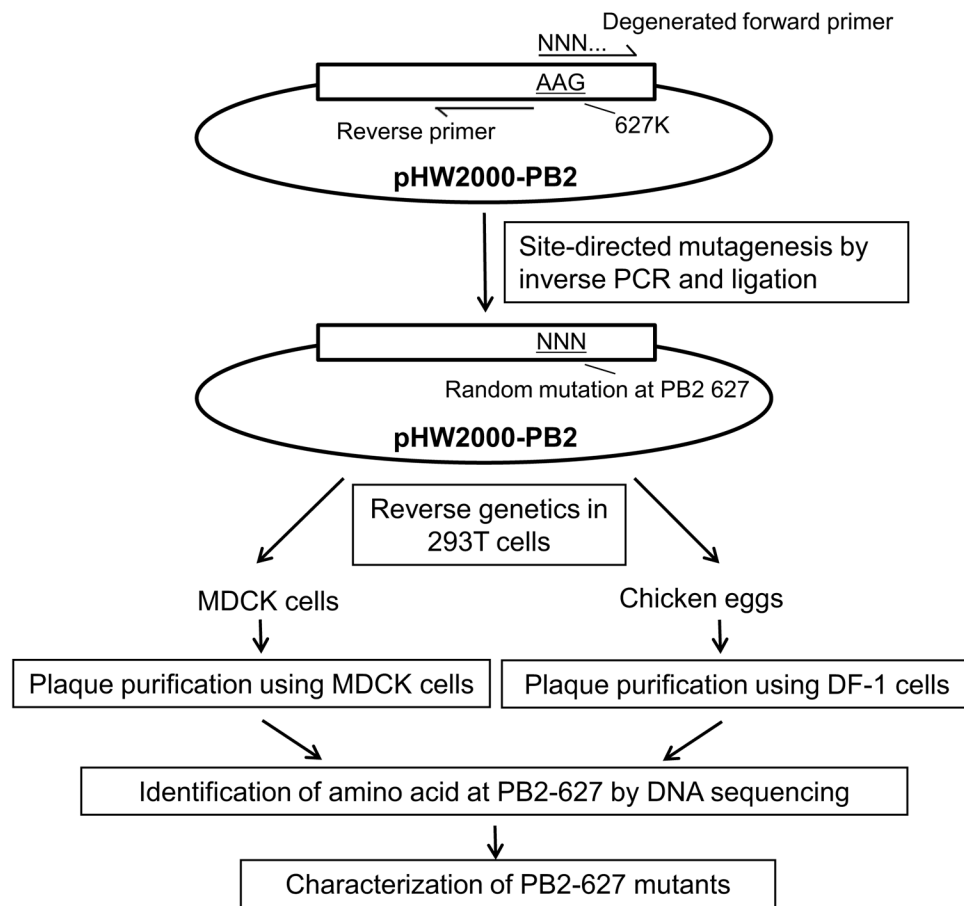 Degenerated forward primer
NNN...
AAG
Reverse primer
627K
pHW2000-PB2
Site-directed mutagenesis by
inverse PCR and ligation
NNN
Random mutation at PB2 627
pHW2000-PB2
Reverse genetics in
293T cells
MDCK cells
Chicken eggs
Plaque purification using MDCK cells
Plaque purification using DF-1 cells
Identification of amino acid at PB2-627 by DNA sequencing
Characterization of PB2-627 mutants